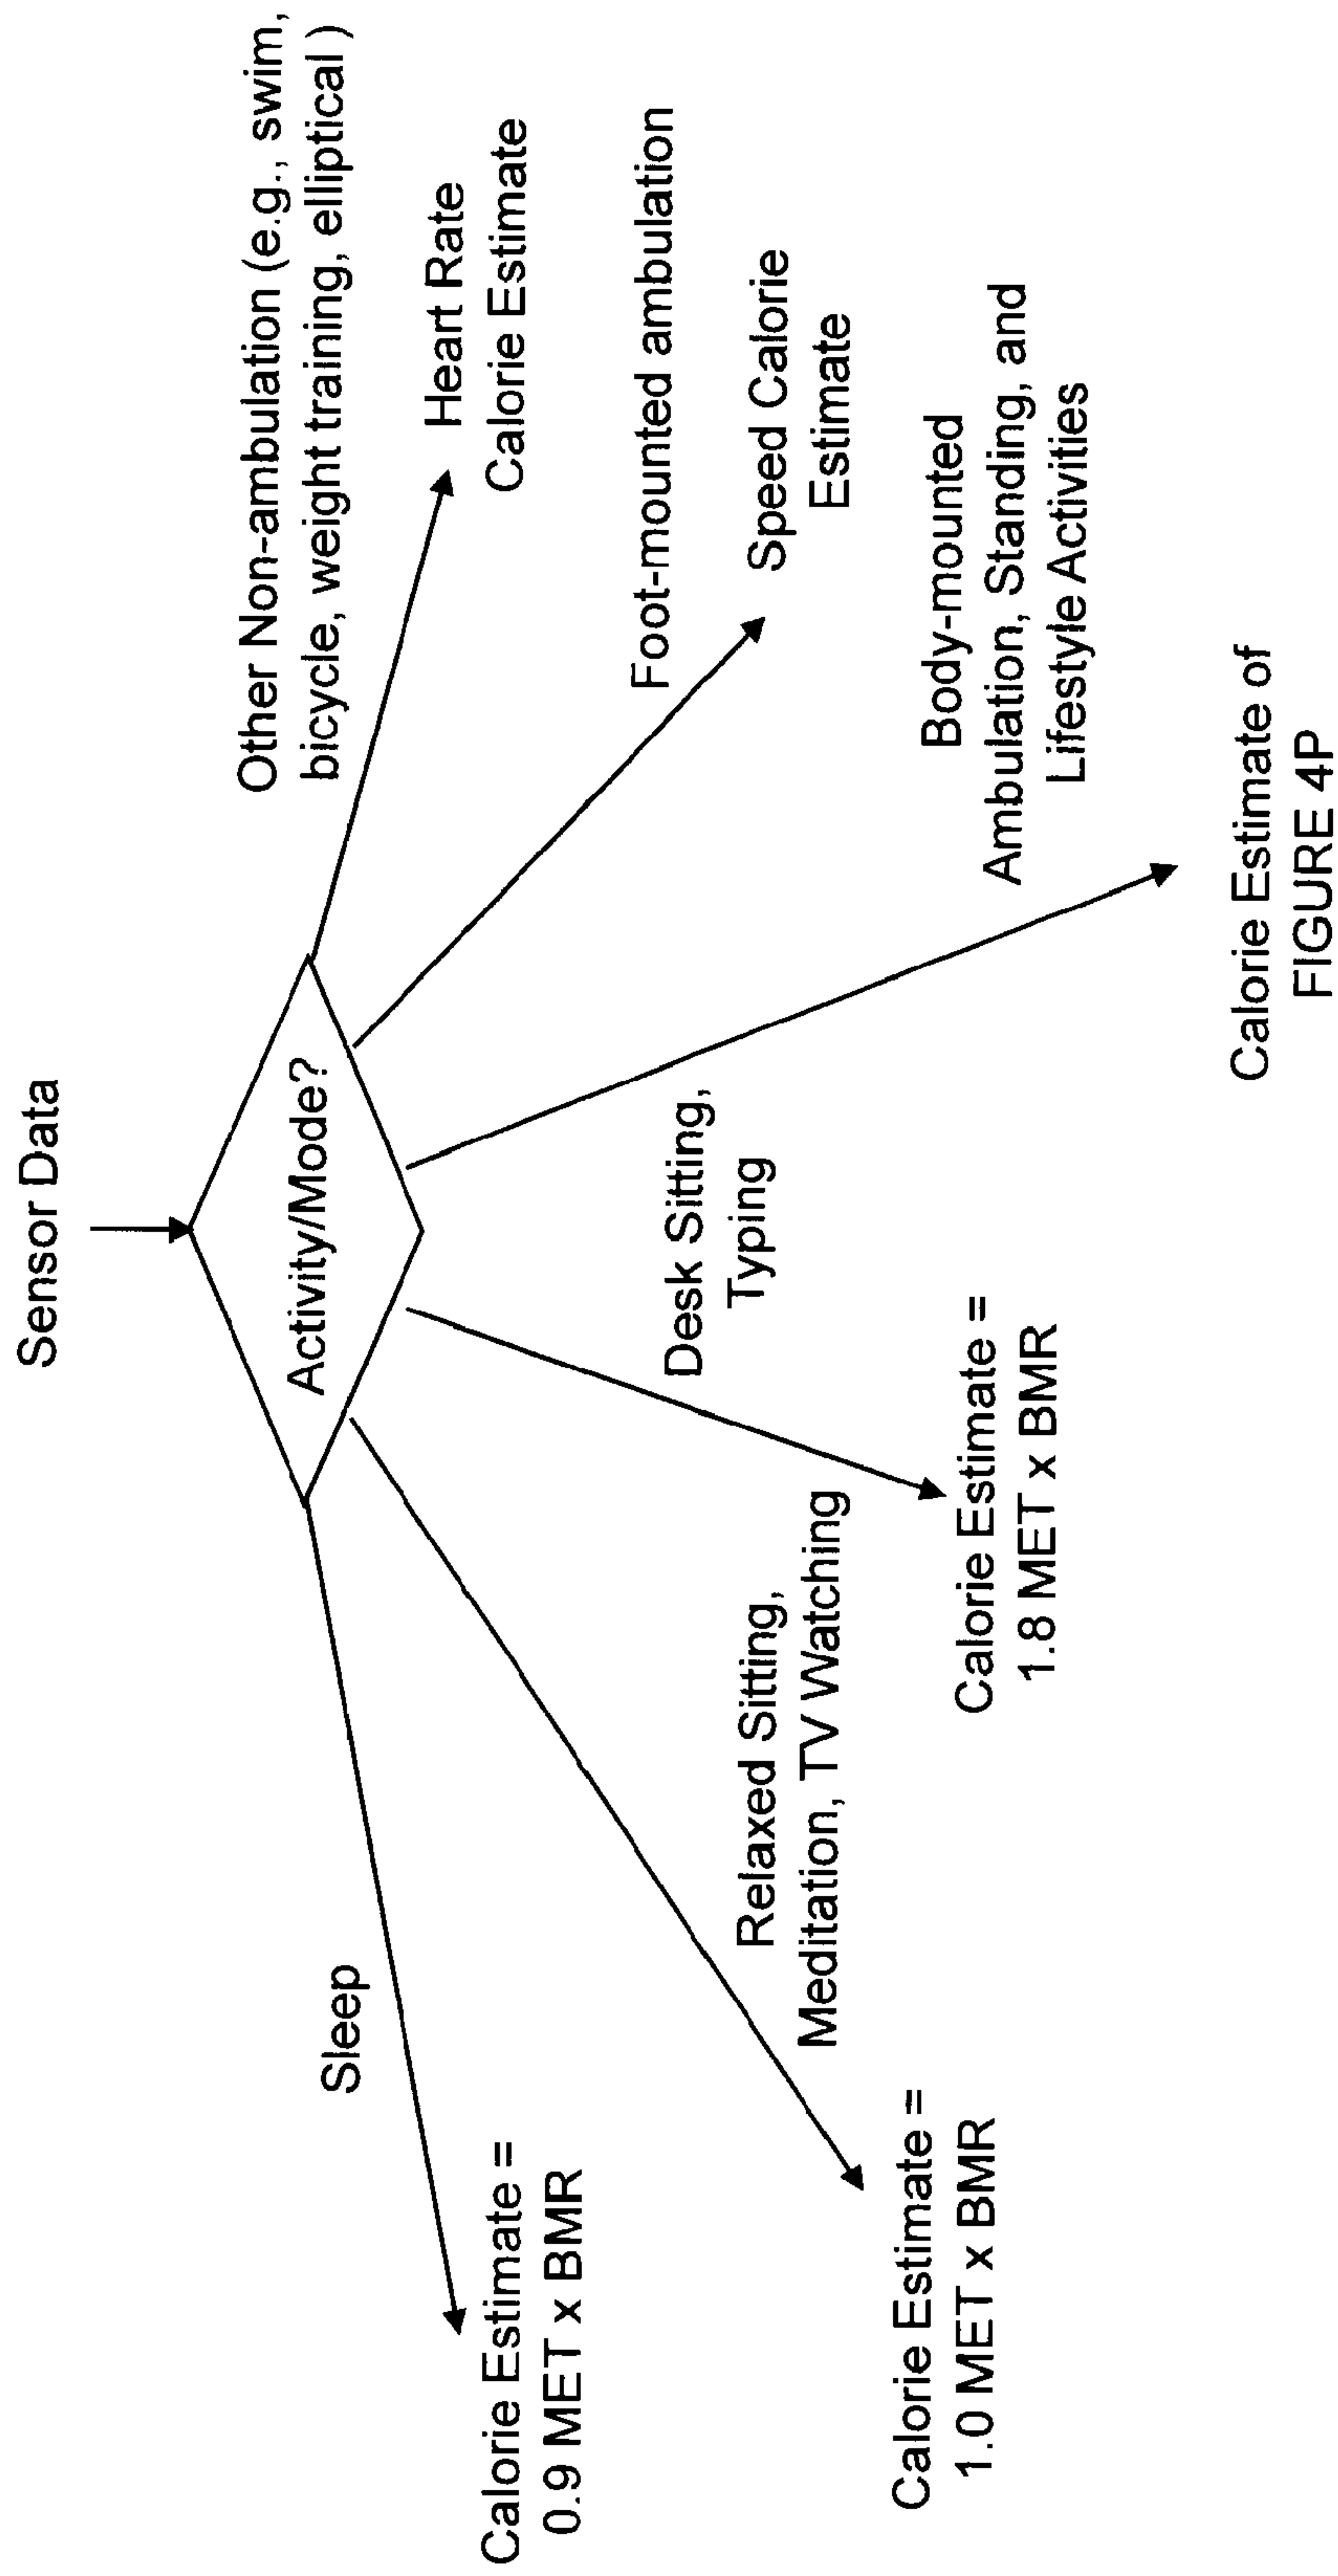 Sensor Data
Activity/Mode?
Sleep
Calorie Estimate =
0.9 MET x BMR
Relaxed Sitting,
Meditation, TV Watching
Calorie Estimate =
1.0 MET x BMR
Desk Sitting,
Typing
Calorie Estimate =
1.8 MET x BMR
Body-mounted
Ambulation, Standing, and
Lifestyle Activities
Calorie Estimate of
FIGURE 4P
Foot-mounted ambulation
Speed Calorie
Estimate
Other Non-ambulation (e.g., swim,
bicycle, weight training, elliptical )
Heart Rate
Calorie Estimate